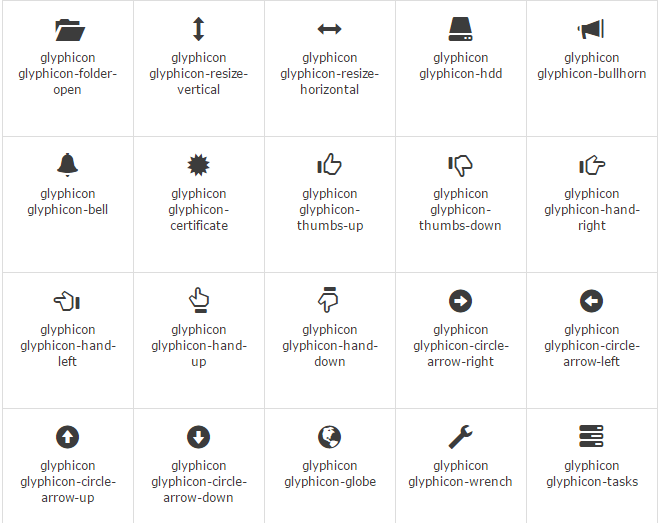 glyphicon
glyphicon-folder-
open
glyphicon
glyphicon-resize-
vertical
glyphicon
glyphicon-resize-
horizontal
glyphicon
glyphicon-hdd
glyphicon
glyphicon-bullhorn
glyphicon
glyphicon-bell
glyphicon
glyphicon-
certificate
glyphicon
glyphicon-
thumbs-up
glyphicon
glyphicon-
thumbs-down
glyphicon
glyphicon-hand-
right
glyphicon
glyphicon-hand-
left
glyphicon
glyphicon-hand-
up
glyphicon
glyphicon-hand-
down
glyphicon
glyphicon-circle-
arrow-right
glyphicon
glyphicon-circle-
arrow-left
glyphicon
glyphicon-circle-
arrow-up
glyphicon
glyphicon-circle-
arrow-down
glyphicon
glyphicon-globe
glyphicon
glyphicon-wrench
glyphicon
glyphicon-tasks